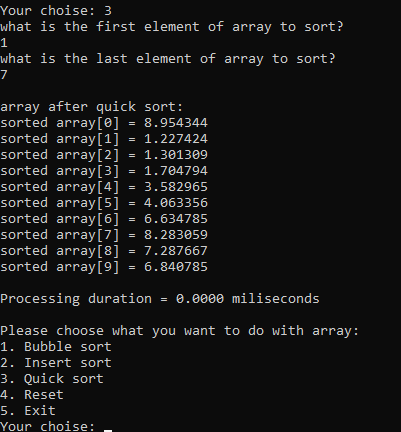 Your choise: 3
what is the first element of array to sort?
1
what is the last element of array to sort?
7
array after quick sort:
sorted array[0] = 8.954344
sorted array[1] = 1.227424
sorted array[2] = 1.301309
sorted array[3] = 1.704794
sorted array[4] = 3.582965
sorted array[5] = 4.063356
sorted array[6] = 6.634785
sorted array[7] = 8.283059
sorted array[8] = 7.287667
sorted array[9] = 6.840785
Processing duration = 0.0000 miliseconds
Please choose what you want to do with array:
1. Bubble sort
2. Insert sort
3. Quick sort
4. Reset
5. Exit
Your choise: _